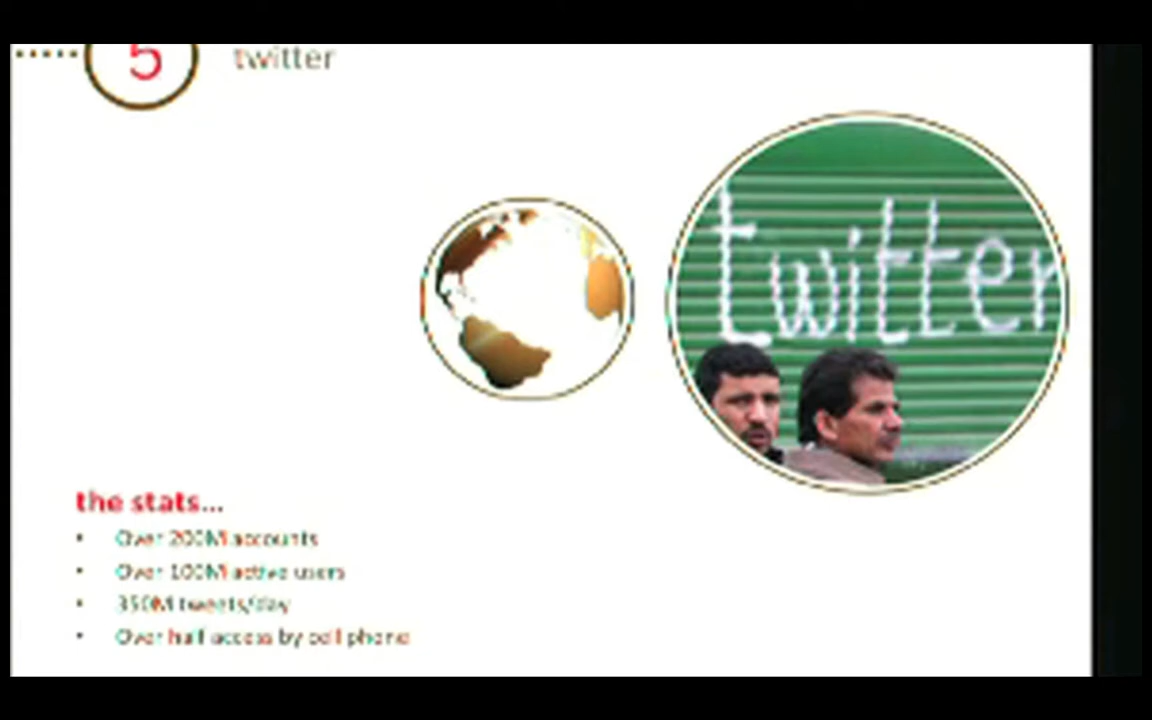 5
twitter
twitter
the stats...
• Over 200M accounts
• Over 100M active users
• 350M tweets/day
• Over half access by cell phone